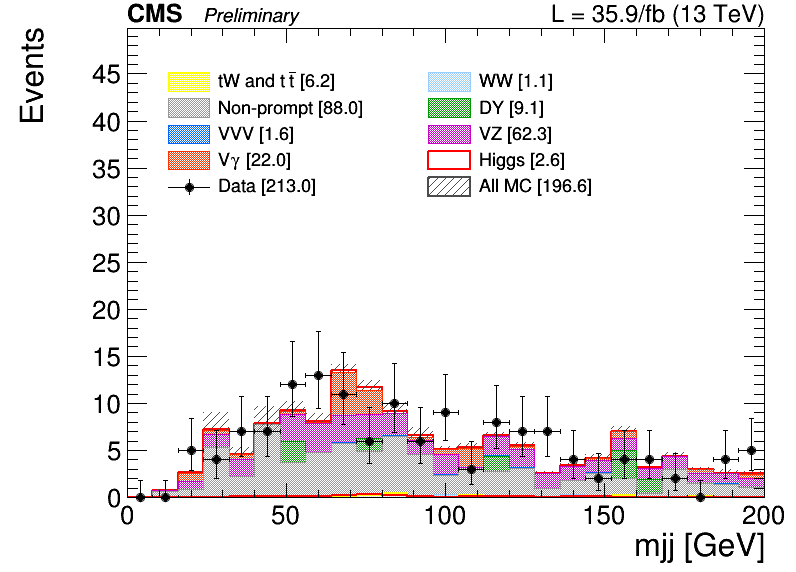 CMS Preliminary L = 35.9/fb (13 TeV)
Events
45
40
35
30
25
20
15
10
5
0
tW and t t̅ [6.2]
Non-prompt [88.0]
VVV [1.6]
Vγ [22.0]
Data [213.0]
WW [1.1]
DY [9.1]
VZ [62.3]
Higgs [2.6]
All MC [196.6]
0 50 100 150 200
mjj [GeV]